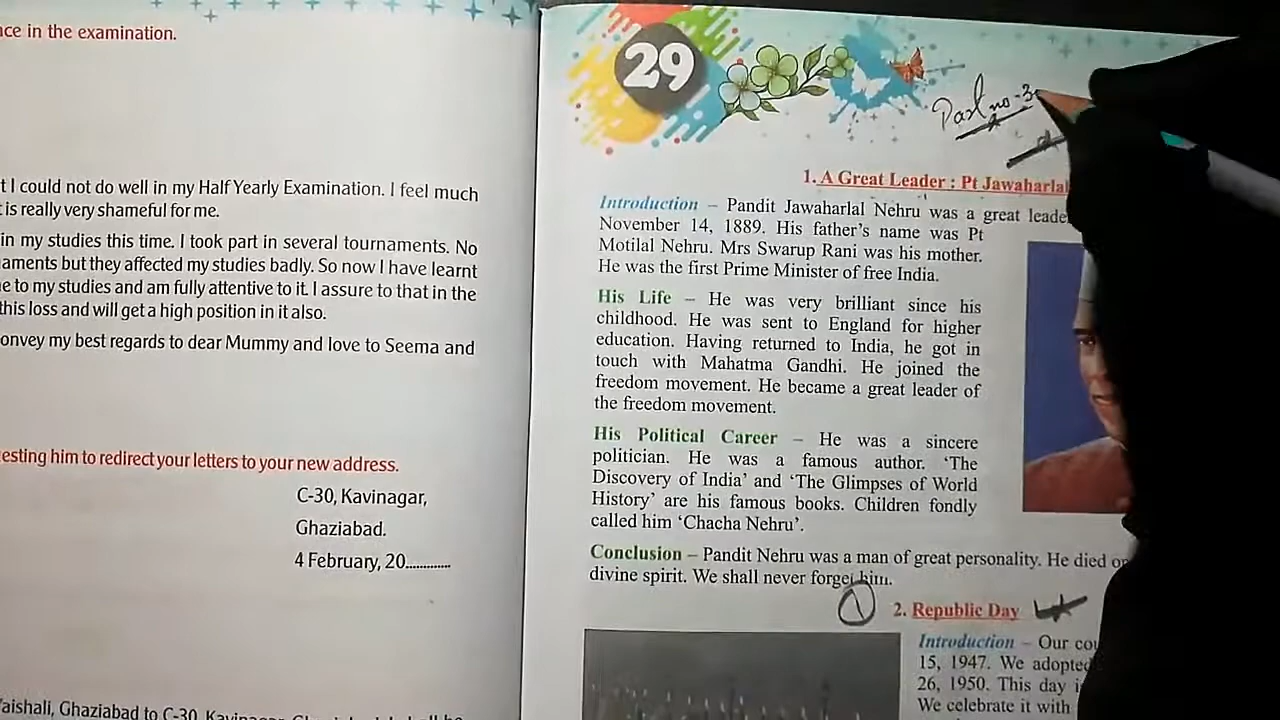 nce in the examination.
t I could not do well in my Half Yearly Examination. I feel much
is really very shameful for me.
in my studies this time. I took part in several tournaments. No
aments but they affected my studies badly. So now I have learnt
e to my studies and am fully attentive to it. I assure to that in the
this loss and will get a high position in it also.
onvey my best regards to dear Mummy and love to Seema and
esting him to redirect your letters to your new address.
C-30, Kavinagar,
Ghaziabad.
4 February, 20.............
aishali, Ghaziabad to C-30, Kavinagar,
29
no-3
1. A Great Leader : Pt Jawaharlal
Introduction – Pandit Jawaharlal Nehru was a great leade
November 14, 1889. His father's name was Pt
Motilal Nehru. Mrs Swarup Rani was his mother.
He was the first Prime Minister of free India.
His Life – He was very brilliant since his
childhood. He was sent to England for higher
education. Having returned to India, he got in
touch with Mahatma Gandhi. He joined the
freedom movement. He became a great leader of
the freedom movement.
His Political Career – He was a sincere
politician. He was a famous author. 'The
Discovery of India' and 'The Glimpses of World
History' are his famous books. Children fondly
called him 'Chacha Nehru'.
Conclusion – Pandit Nehru was a man of great personality. He died on
divine spirit. We shall never forget him.
1
2. Republic Day
Introduction – Our cou
15, 1947. We adopted
26, 1950. This day i
We celebrate it with